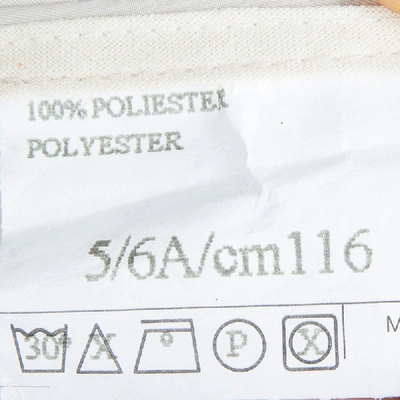 100% POLIESTER
POLYESTER
5/6A/cm116
30° X P X
M